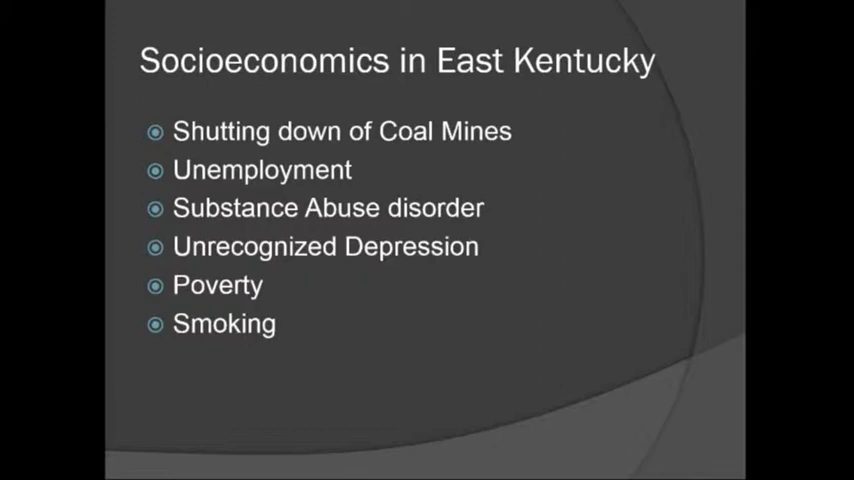 Socioeconomics in East Kentucky
Shutting down of Coal Mines
Unemployment
Substance Abuse disorder
Unrecognized Depression
Poverty
Smoking